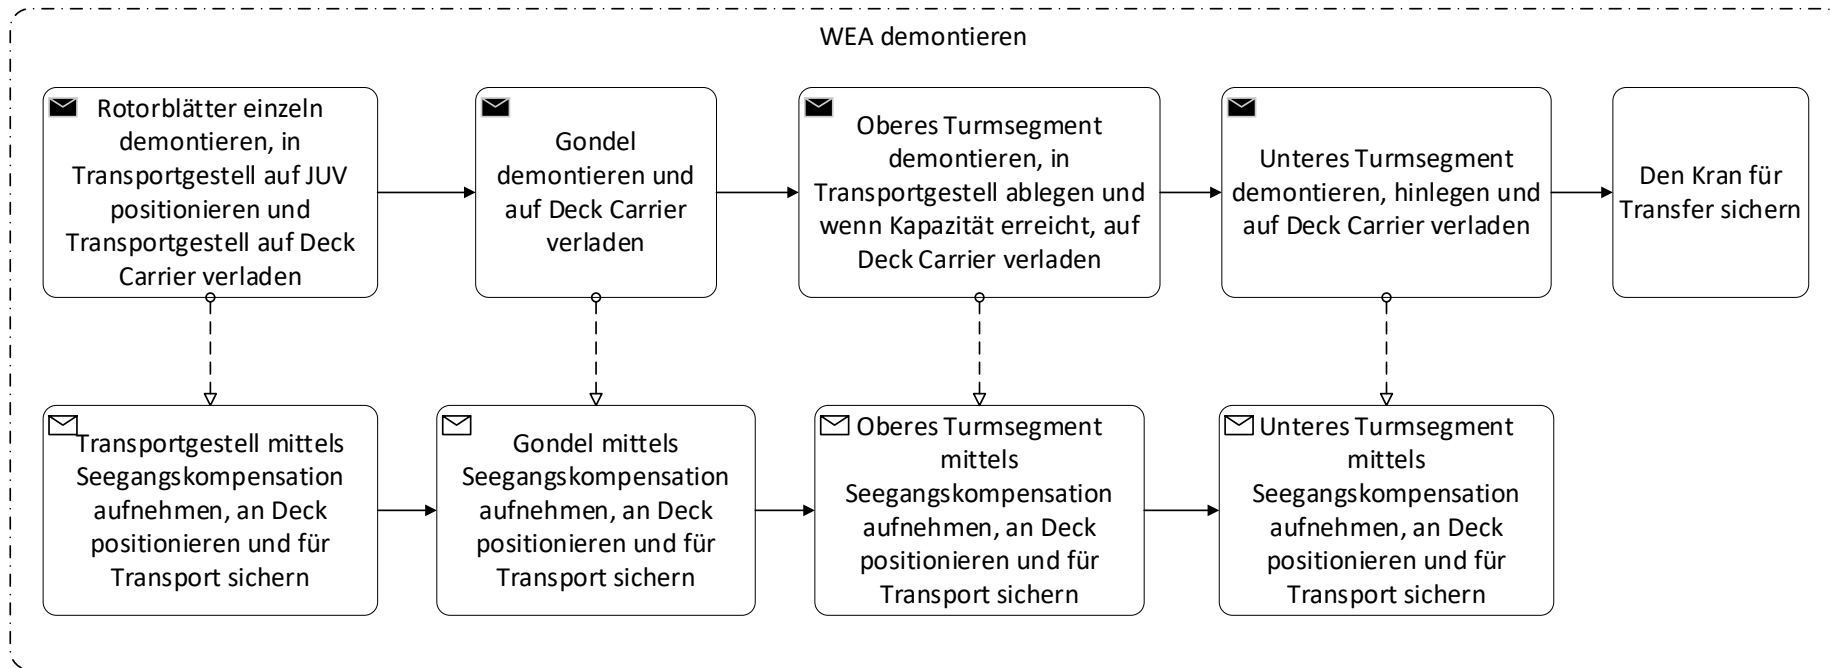 WEA demontieren
Rotorblätter einzeln
demontieren, in
Transportgestell auf JUV
positionieren und
Transportgestell auf Deck
Carrier verladen
Gondel
demontieren und
auf Deck Carrier
verladen
Oberes Turmsegment
demontieren, in
Transportgestell ablegen und
wenn Kapazität erreicht, auf
Deck Carrier verladen
Unteres Turmsegment
demontieren, hinlegen und
auf Deck Carrier verladen
Den Kran für
Transfer sichern
Transportgestell mittels
Seegangskompensation
aufnehmen, an Deck
positionieren und für
Transport sichern
Gondel mittels
Seegangskompensation
aufnehmen, an Deck
positionieren und für
Transport sichern
Oberes Turmsegment
mittels
Seegangskompensation
aufnehmen, an Deck
positionieren und für
Transport sichern
Unteres Turmsegment
mittels
Seegangskompensation
aufnehmen, an Deck
positionieren und für
Transport sichern